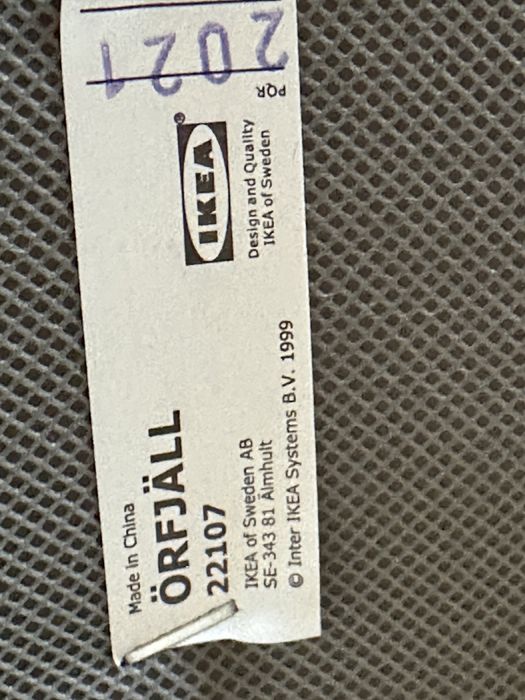 Made in China
ÖRFJÄLL
22107
IKEA of Sweden AB
SE-343 81 Älmhult
© Inter IKEA Systems B.V. 1999
IKEA®
Design and Quality
IKEA of Sweden
2021